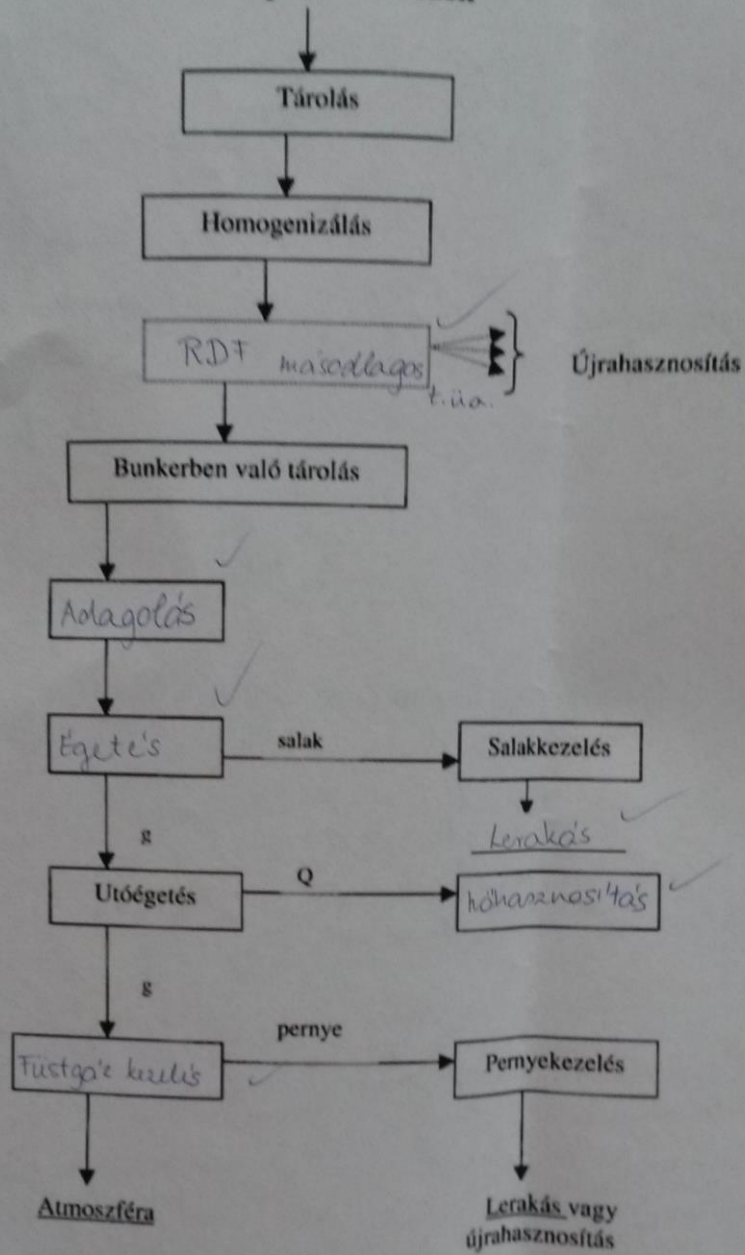 Tárolás
Homogenizálás
RDF másodlagos
t.üa.
Újrahasznosítás
Bunkerben való tárolás
Adagolás
Égetés
salak
Salakkezelés
Lerakás
g
Utóégetés
Q
hőhasznosítás
g
Füstgáz kezelés
pernye
Pernyekezelés
Atmoszféra
Lerakás vagy
újrahasznosítás